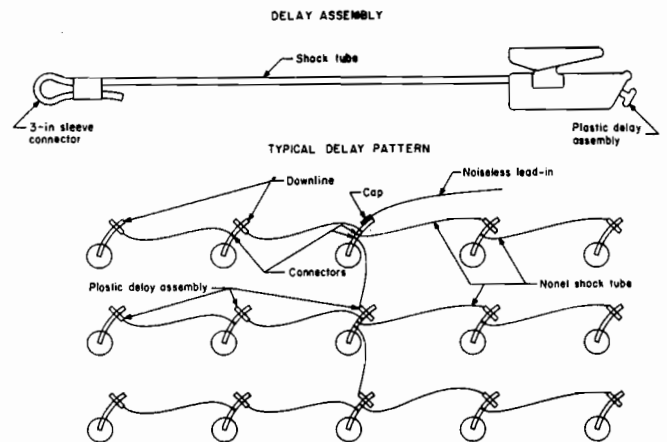 DELAY ASSEMBLY
Shock tube
3-in sleeve
connector
Plastic delay
assembly
TYPICAL DELAY PATTERN
Noiseless lead-in
Downline
Cap
Connectors
Plastic delay assembly
Nonel shock tube